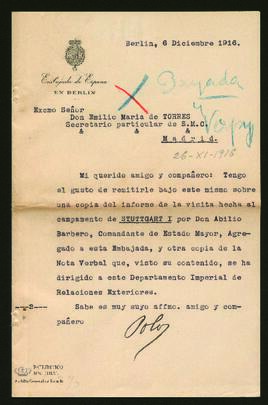 Berlin, 6 Diciembre 1916.
Embajada de España
EN BERLIN
Excmo Señor
Don Emilio Maria de TORRES
Secretario particular de S.M.C.
& & & &
Madrid.
26-XI-1916
Mi querido amigo y compañero: Tengo
el gusto de remitirle bajo este mismo sobre
una copia del informe de la visita hecha al
campamento de STUTTGART I por Don Abilio
Barbero, Comandante de Estado Mayor, Agre-
gado a esta Embajada, y otra copia de la
Nota Verbal que, visto su contenido, se ha
dirigido a este Departamento Imperial de
Relaciones Exteriores.
Sabe es muy suyo affmo. amigo y com-
pañero
Polo